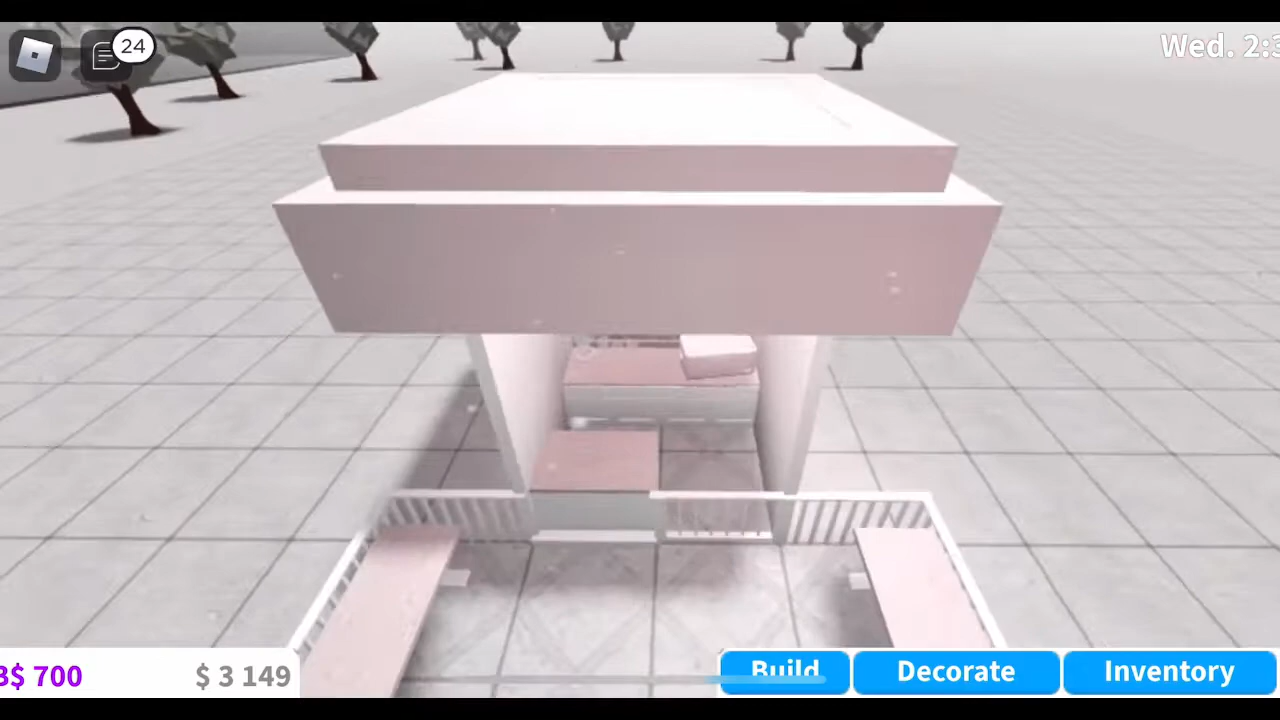 24
Wed. 2:3
B$ 700
$ 3 149
Build
Decorate
Inventory